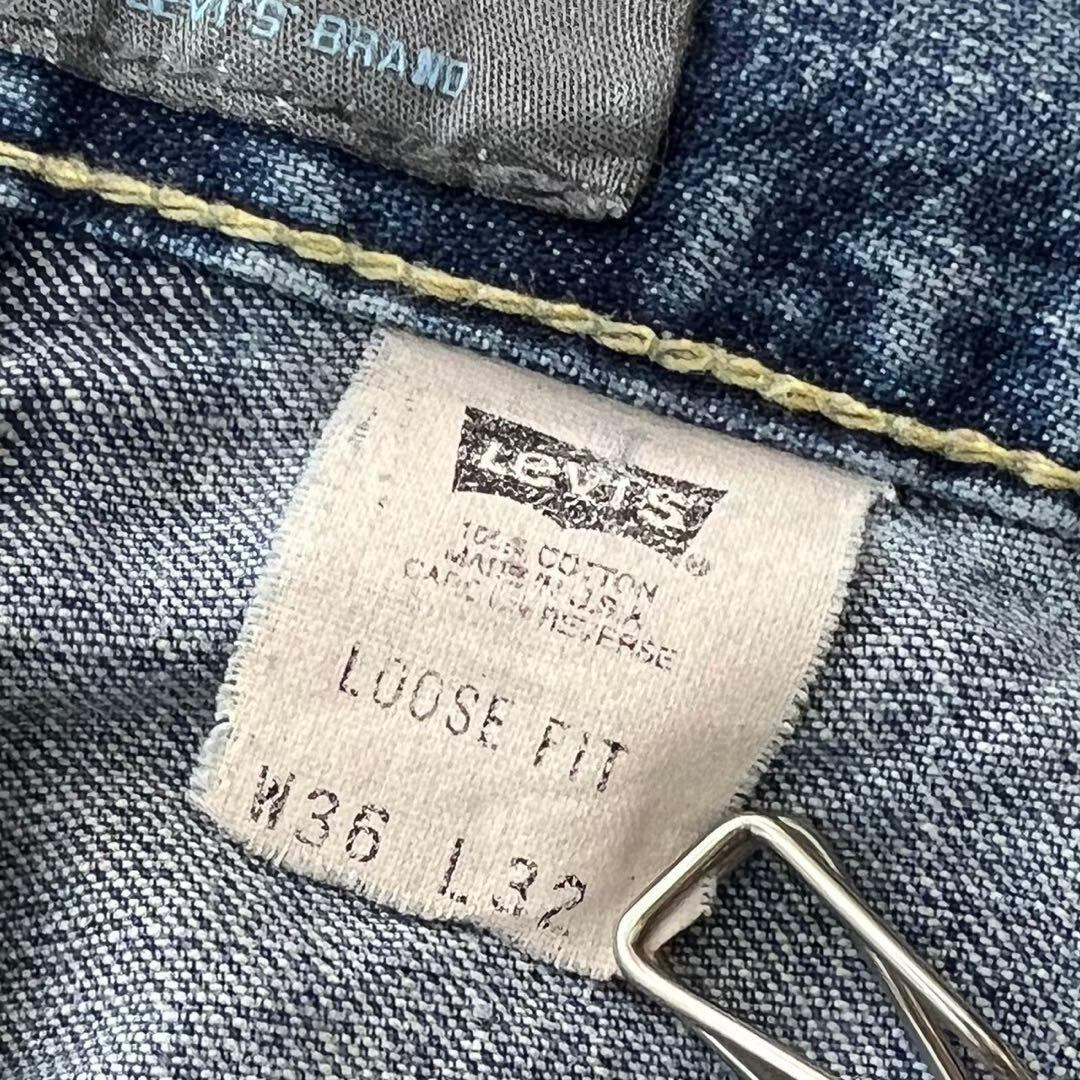 LEVI'S BRAND
Levi's®
100% COTTON
MADE IN U.S.A
CARE ON REVERSE
LOOSE FIT
W36 L32